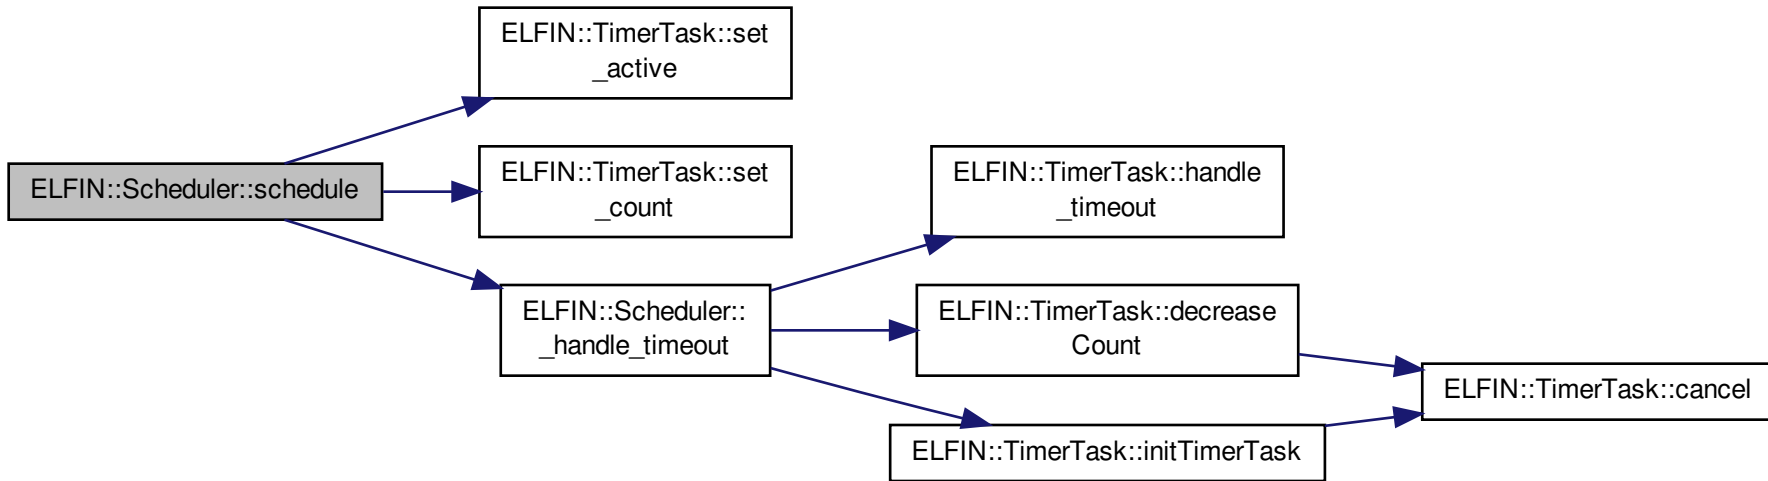 ELFIN::Scheduler::schedule
ELFIN::TimerTask::set
_active
ELFIN::TimerTask::set
_count
ELFIN::Scheduler::
_handle_timeout
ELFIN::TimerTask::handle
_timeout
ELFIN::TimerTask::decrease
Count
ELFIN::TimerTask::initTimerTask
ELFIN::TimerTask::cancel